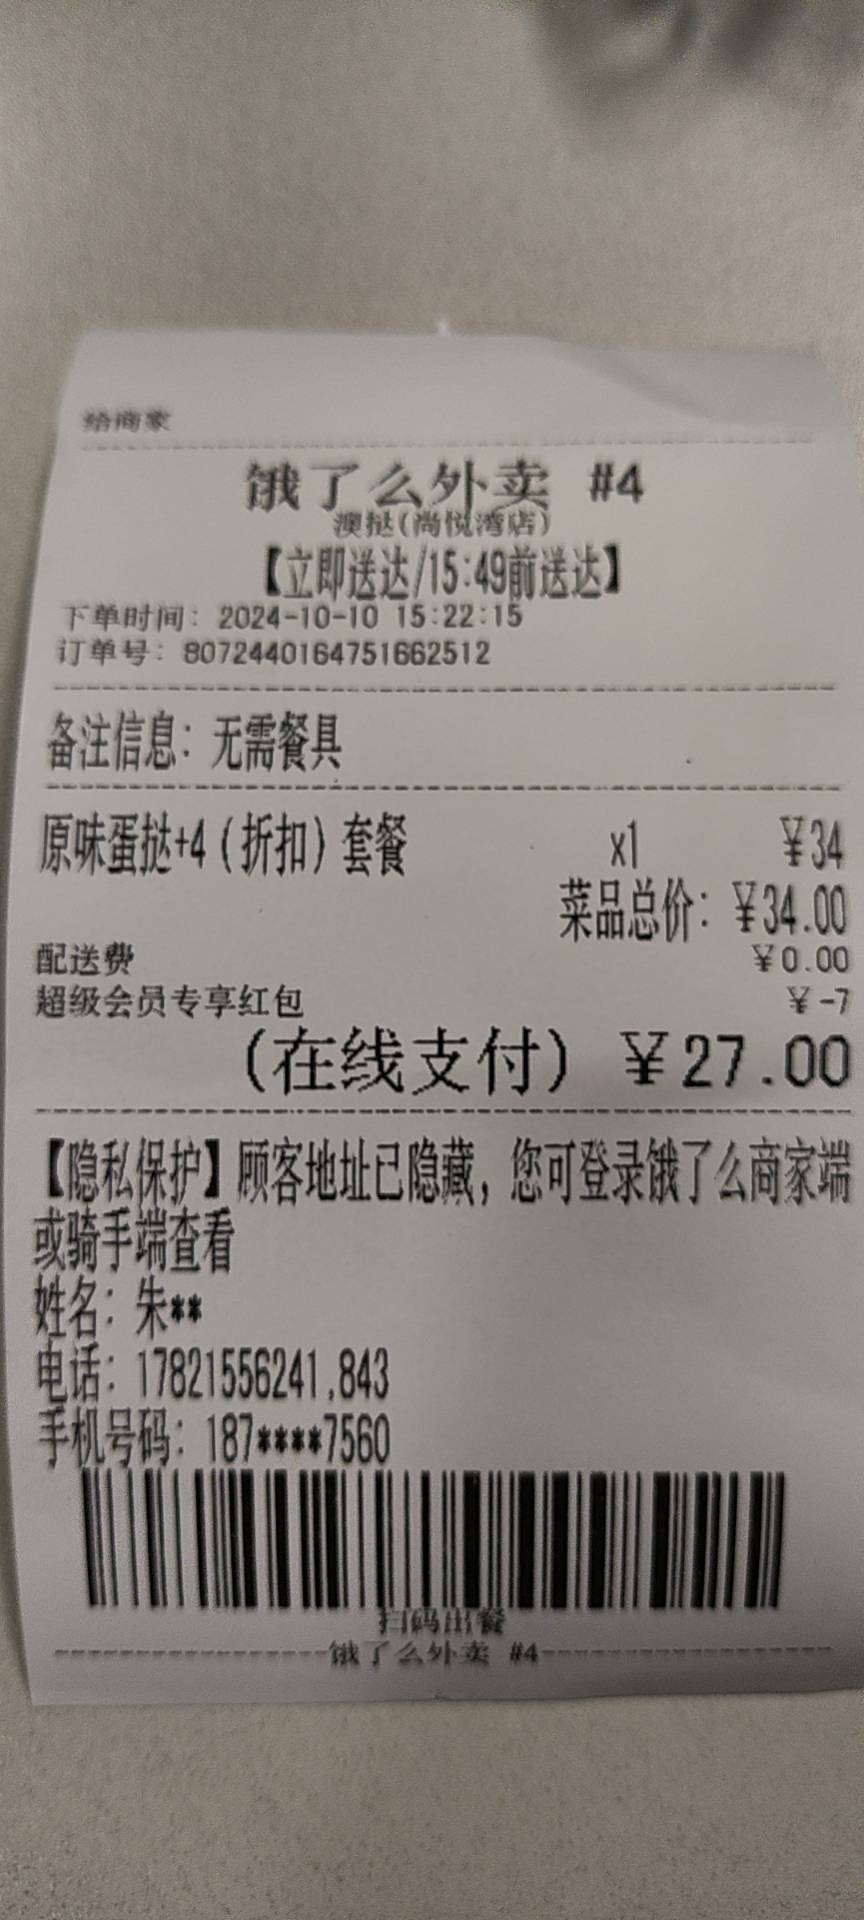 给商家
饿了么外卖 #4
澳挞(尚悦湾店)
【立即送达/15:49前送达】
下单时间: 2024-10-10 15:22:15
订单号: 8072440164751662512
备注信息: 无需餐具
原味蛋挞+4(折扣)套餐 x1 ¥34
菜品总价: ¥34.00
配送费 ¥0.00
超级会员专享红包 ¥-7
(在线支付) ¥27.00
【隐私保护】顾客地址已隐藏, 您可登录饿了么商家端
或骑手端查看
姓名: 朱**
电话: 17821556241,843
手机号码: 187****7560
扫码出餐
饿了么外卖 #4